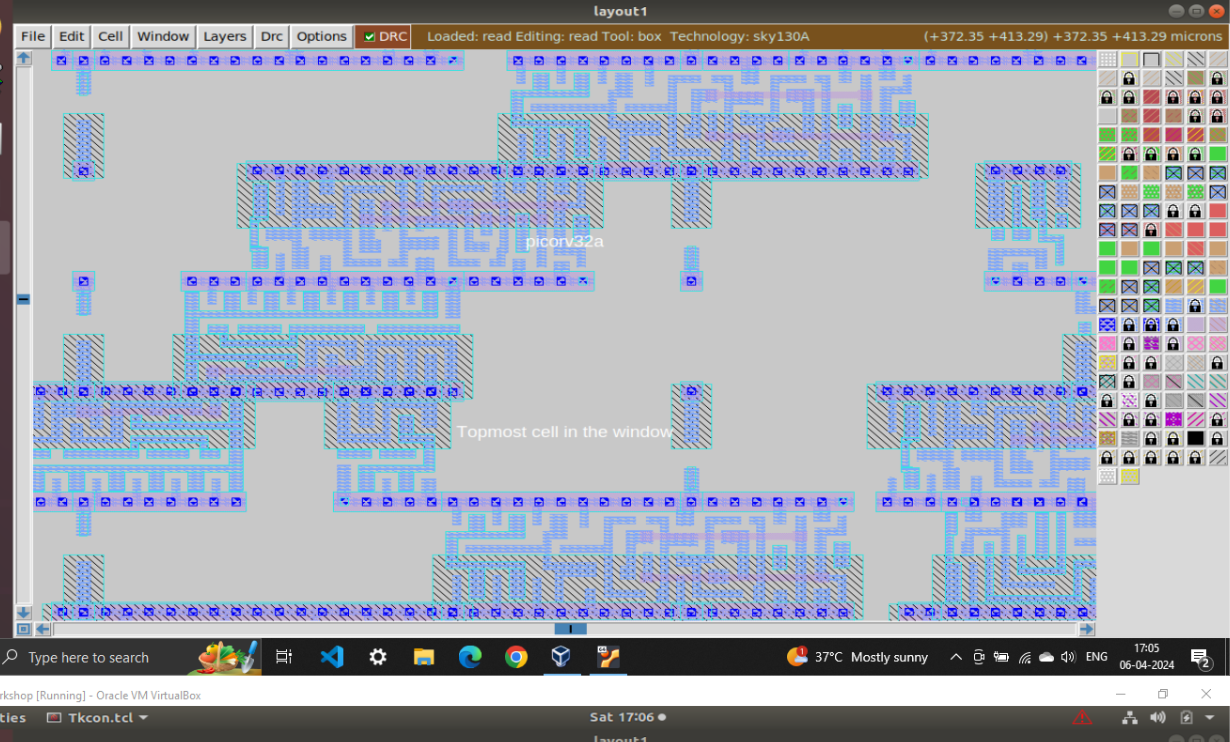 layout1
File Edit Cell Window Layers Drc Options DRC Loaded: read Editing: read Tool: box Technology: sky130A (+372.35 +413.29) +372.35 +413.29 microns
picorv32a
Topmost cell in the window
Type here to search 37°C Mostly sunny ENG 17:05
06-04-2024 2
rkshop [Running] - Oracle VM VirtualBox
ties Tkcon.tcl Sat 17:06
layout1